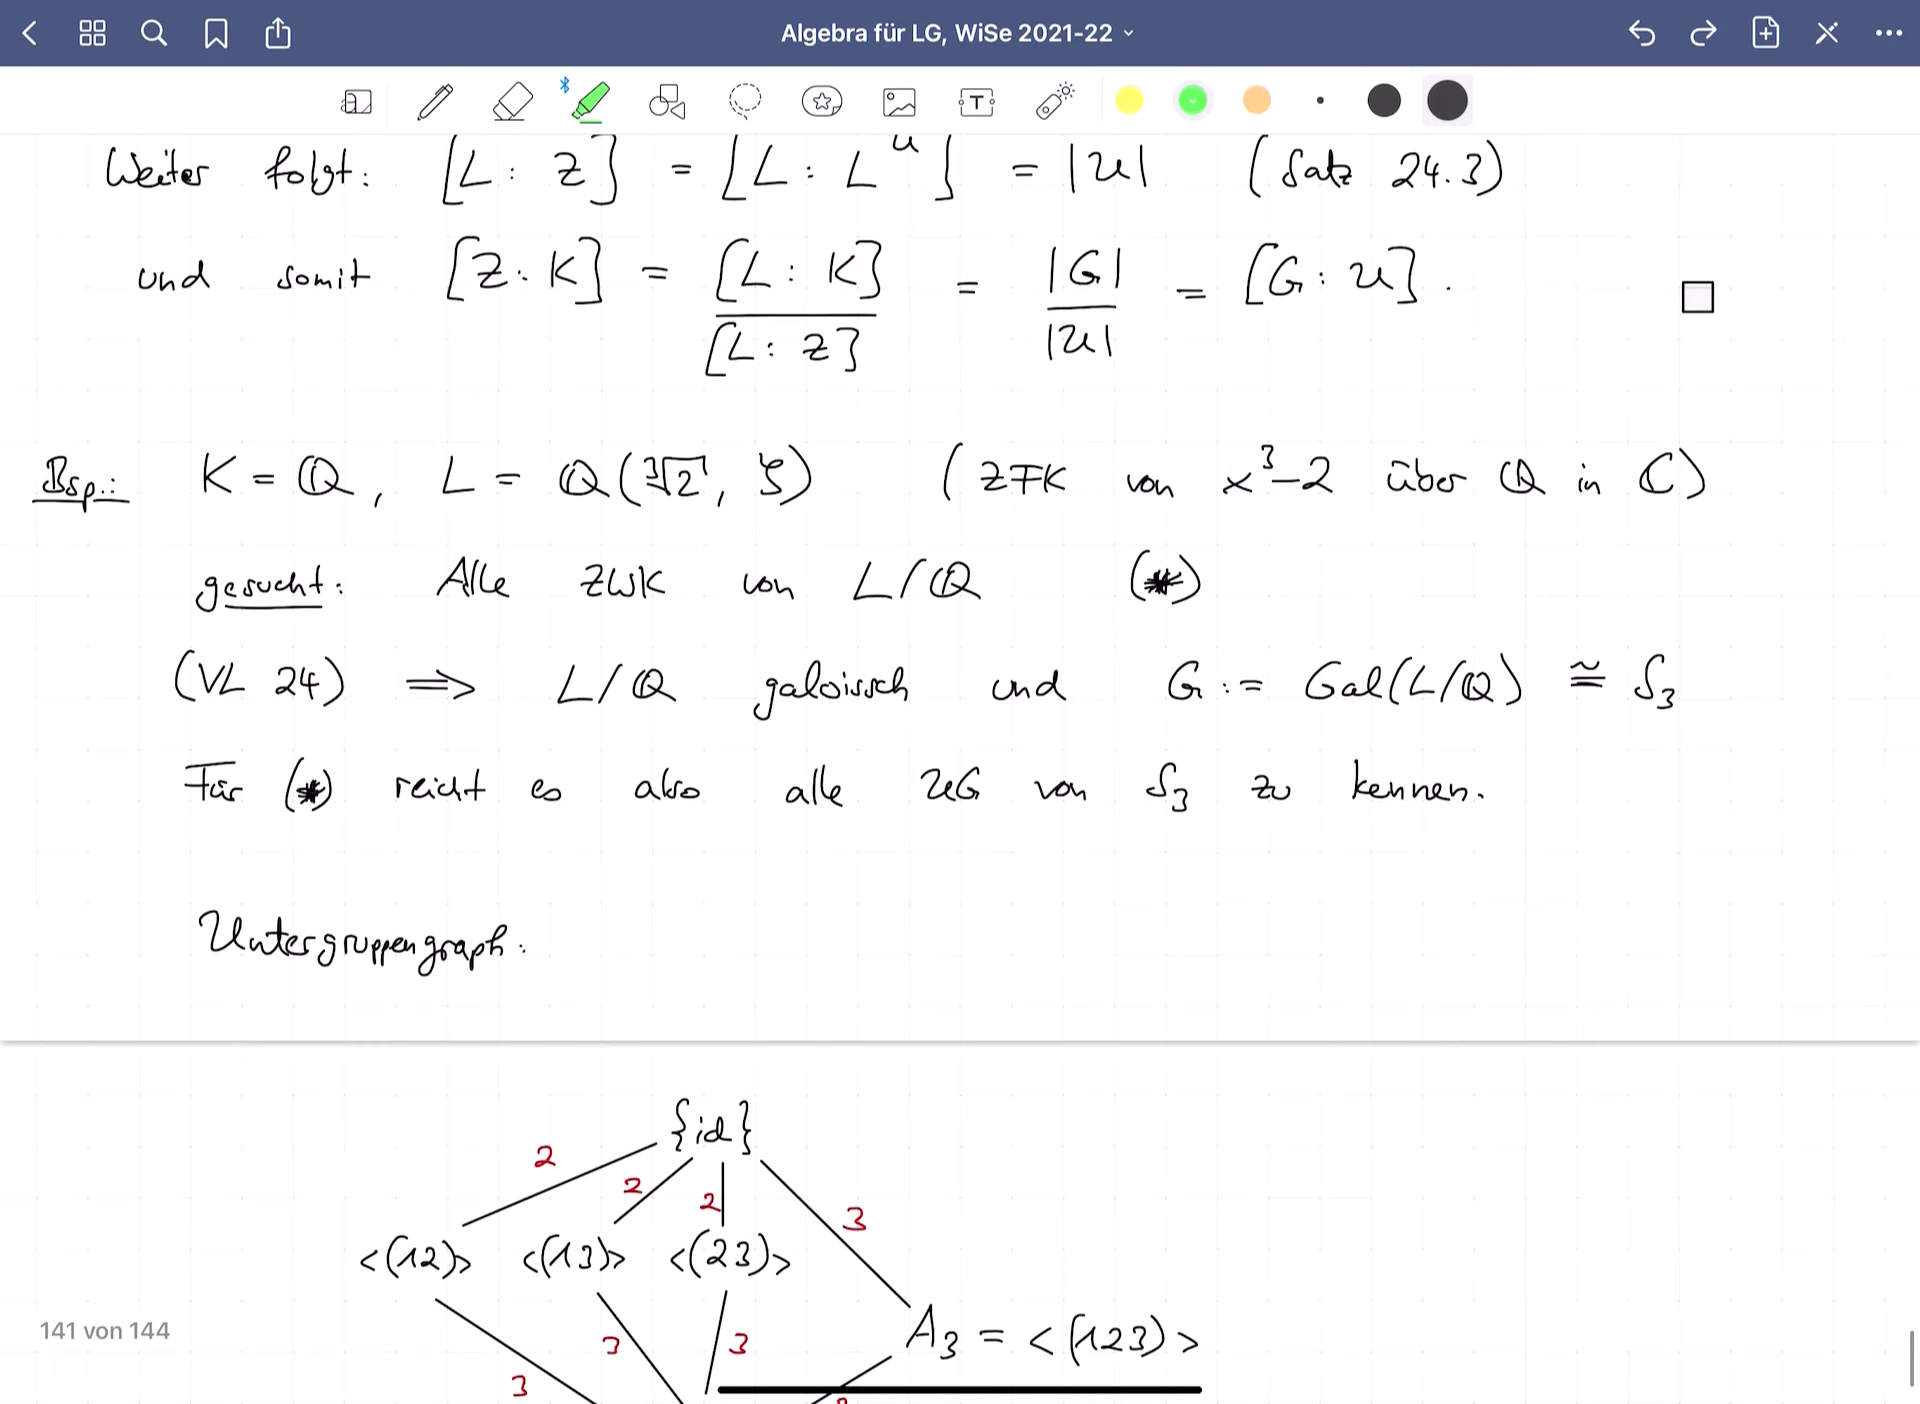 Algebra für LG, WiSe 2021-22
Weiter folgt: [L : Z] = [L : L^U] = |U| (Satz 24.3)
und somit [Z : K] = [L : K] / [L : Z] = |G| / |U| = [G : U]. □
Bsp.: K = ℚ, L = ℚ(∛2, ζ) (ZFK von x³-2 über ℚ in ℂ)
gesucht: Alle ZWK von L/ℚ (*)
(VL 24) ⟹ L/ℚ galoissch und G := Gal(L/ℚ) ≅ S₃
Für (*) reicht es also alle UG von S₃ zu kennen.
Untergruppengraph:
{id}
2 2 2 3
<(12)> <(13)> <(23)>
A₃ = <(123)>
3 3 3
141 von 144